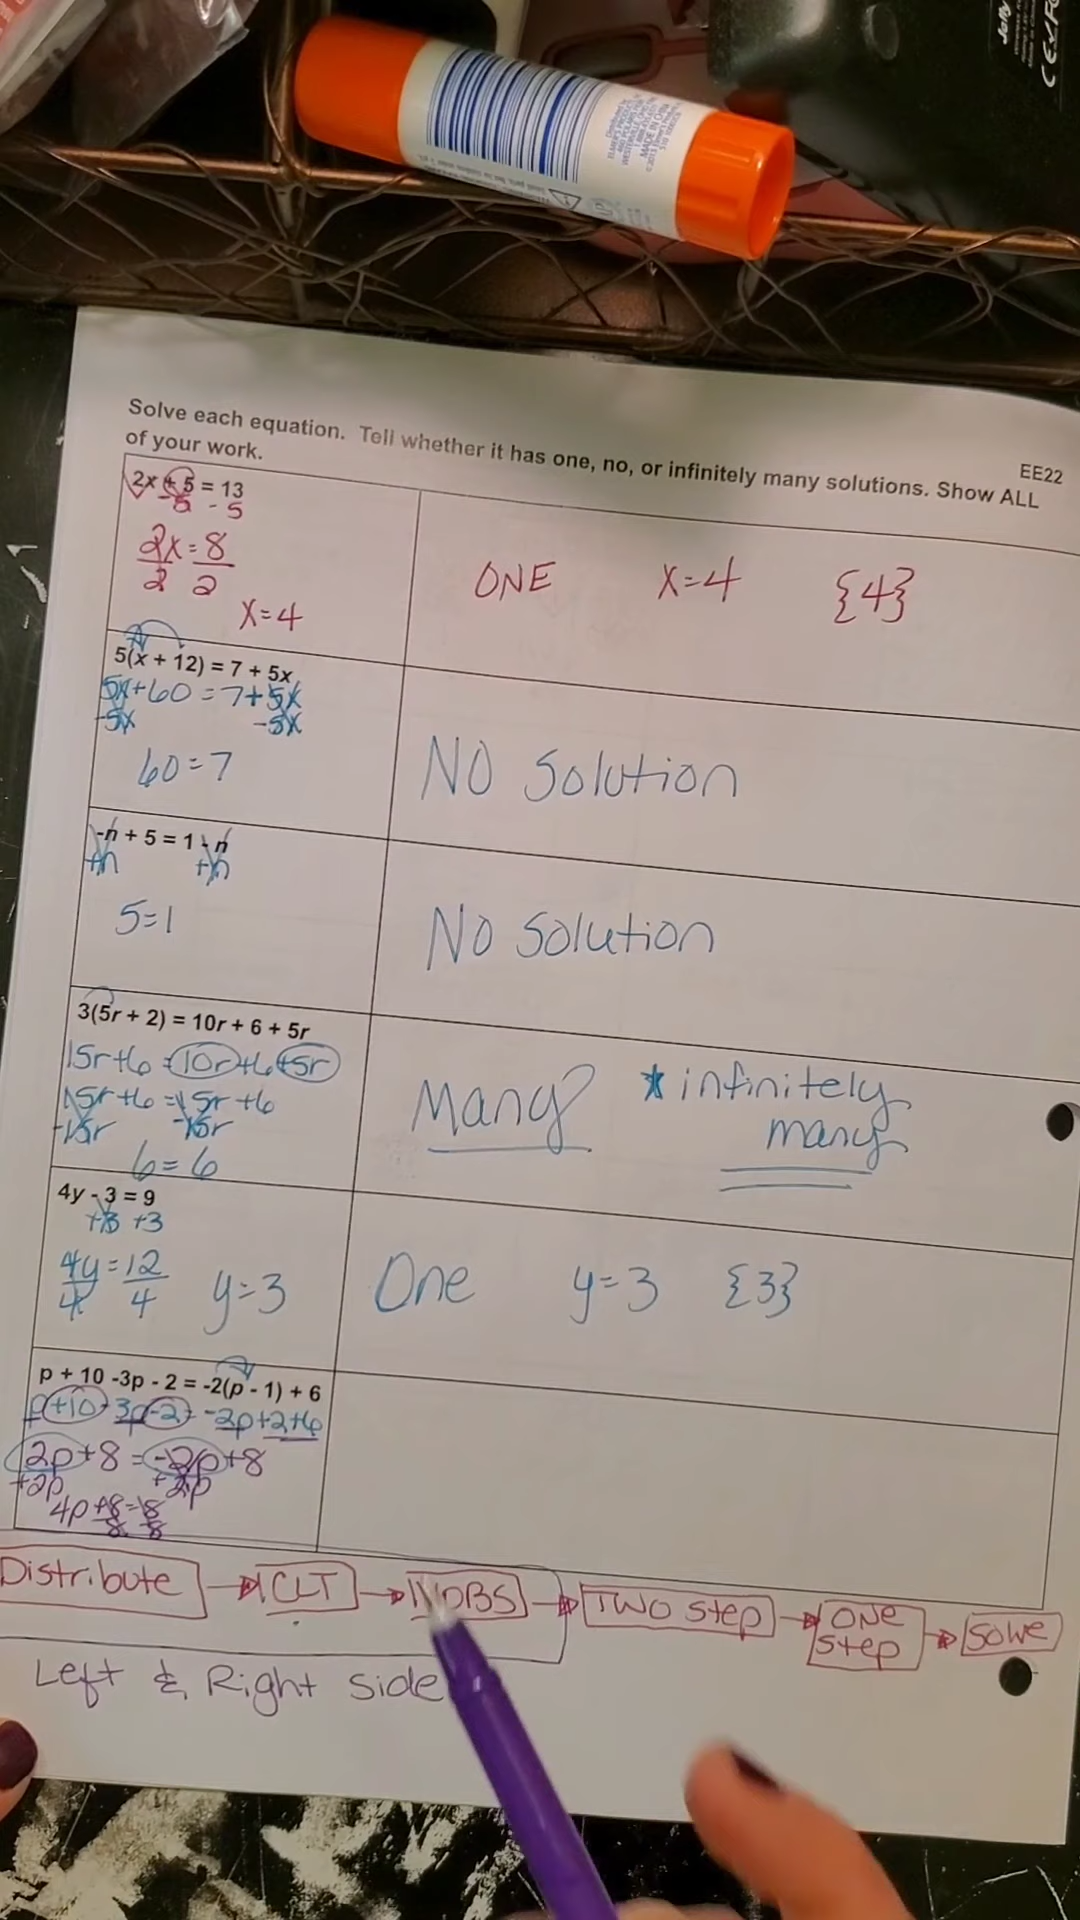 MADE IN CHINA
Solve each equation. Tell whether it has one, no, or infinitely many solutions. Show ALL
of your work.
EE22
2x + 5 = 13
-5 -5
2x = 8
2 2
x=4
ONE x=4 {4}
5(x + 12) = 7 + 5x
5x+60 = 7+5x
-5x -5x
60=7
NO Solution
-n + 5 = 1 - n
+n +n
5=1
No Solution
3(5r + 2) = 10r + 6 + 5r
15r+6 = 10r+6+5r
15r+6 = 15r+6
-15r -15r
6=6
Many *infinitely
many
4y - 3 = 9
+3 +3
4y = 12
4 4
y=3
One y=3 {3}
p + 10 -3p - 2 = -2(p - 1) + 6
p+10-3p-2 = -2p+2+6
2p+8 = -2p+8
+2p +2p
4p+8=8
-8 -8
Distribute CLT VOBS TWO Step ONE Step Solve
Left & Right Side